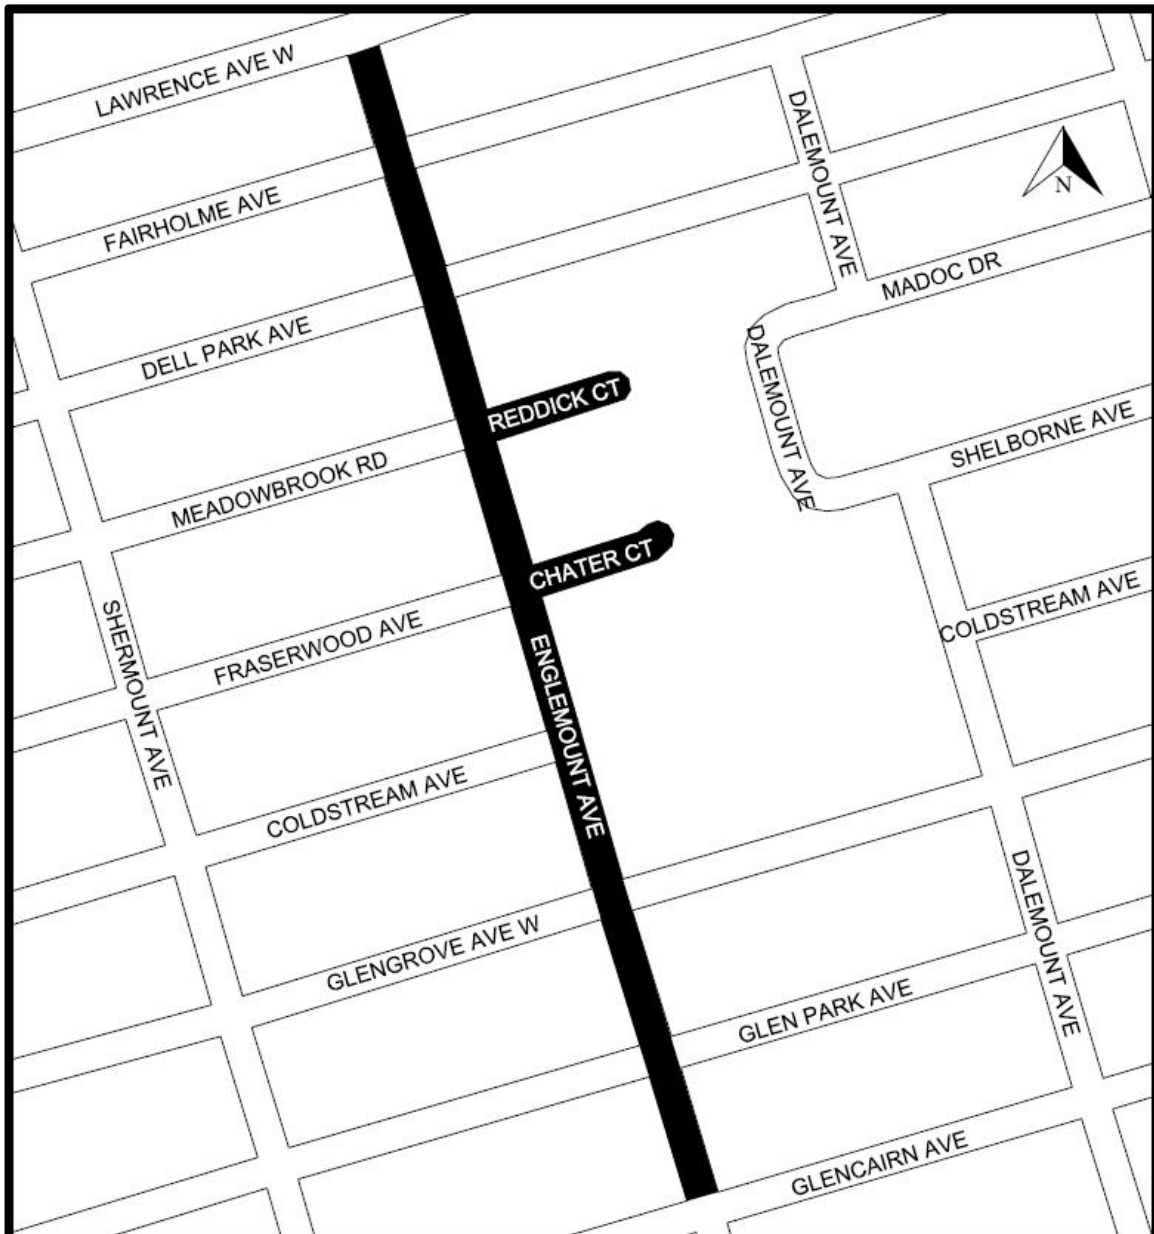 LAWRENCE AVE W
DALEMOUNT AVE
N
FAIRHOLME AVE
MADOC DR
DELL PARK AVE
DALEMOUNT AVE
REDDICK CT
SHELBORNE AVE
MEADOWBROOK RD
CHATER CT
COLDSTREAM AVE
SHERMOUNT AVE
FRASERWOOD AVE
ENGLEMOUNT AVE
COLDSTREAM AVE
DALEMOUNT AVE
GLENGROVE AVE W
GLEN PARK AVE
GLENCAIRN AVE